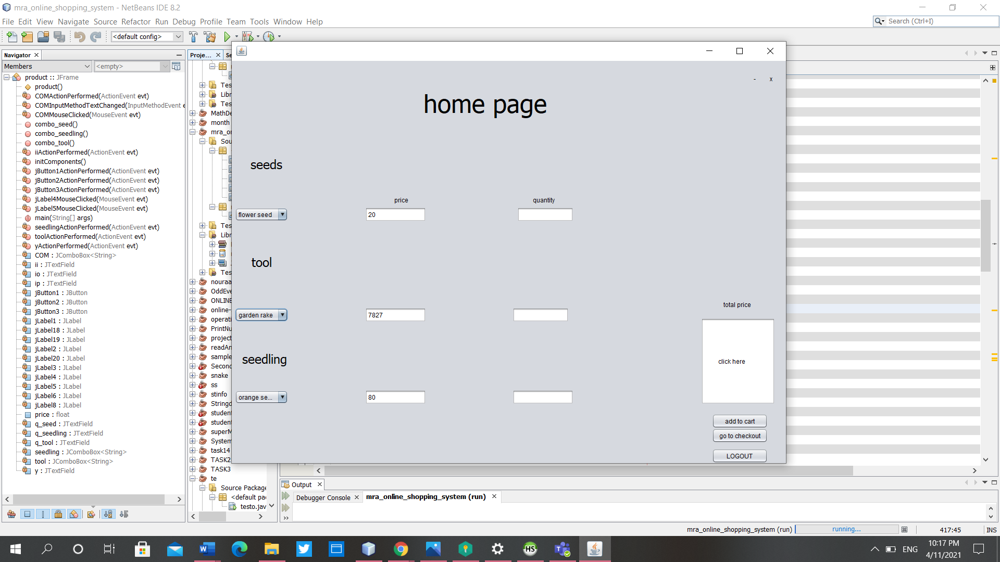 mra_online_shopping_system - NetBeans IDE 8.2
File Edit View Navigate Source Refactor Run Debug Profile Team Tools Window Help
Search (Ctrl+I)
<default config>
Navigator
Members
<empty>
product :: JFrame
product()
COMActionPerformed(ActionEvent evt)
COMInputMethodTextChanged(InputMethodEvent e
COMMouseClicked(MouseEvent evt)
combo_seed()
combo_seedling()
combo_tool()
iiActionPerformed(ActionEvent evt)
initComponents()
jButton1ActionPerformed(ActionEvent evt)
jButton2ActionPerformed(ActionEvent evt)
jButton3ActionPerformed(ActionEvent evt)
jLabel4MouseClicked(MouseEvent evt)
jLabel5MouseClicked(MouseEvent evt)
main(String[] args)
seedlingActionPerformed(ActionEvent evt)
toolActionPerformed(ActionEvent evt)
yActionPerformed(ActionEvent evt)
COM : JComboBox<String>
ii : JTextField
io : JTextField
ip : JTextField
jButton1 : JButton
jButton2 : JButton
jButton3 : JButton
jLabel1 : JLabel
jLabel18 : JLabel
jLabel19 : JLabel
jLabel2 : JLabel
jLabel20 : JLabel
jLabel3 : JLabel
jLabel4 : JLabel
jLabel5 : JLabel
jLabel6 : JLabel
jLabel8 : JLabel
price : float
q_seed : JTextField
q_seedling : JTextField
q_tool : JTextField
seedling : JComboBox<String>
tool : JComboBox<String>
y : JTextField
Proje...
Se
Tes
Libr
Tes
MathDe
month
mra_or
Sou
Tes
Libr
Tes
nouraa
OddEve
ONLINE
online-
operati
PrintNu
project
readAr
sample
Second
snake
ss
stinfo
Stringd
student
student
superM
System
task14
TASK2
TASK3
te
Source Package
<default pa
testo.jav
- x
home page
seeds
price
quantity
flower seed
20
tool
garden rake
7827
seedling
orange se...
80
total price
click here
add to cart
go to checkout
LOGOUT
Output
Debugger Console
mra_online_shopping_system (run)
mra_online_shopping_system (run)
running...
417:45
INS
ENG
10:17 PM
4/11/2021